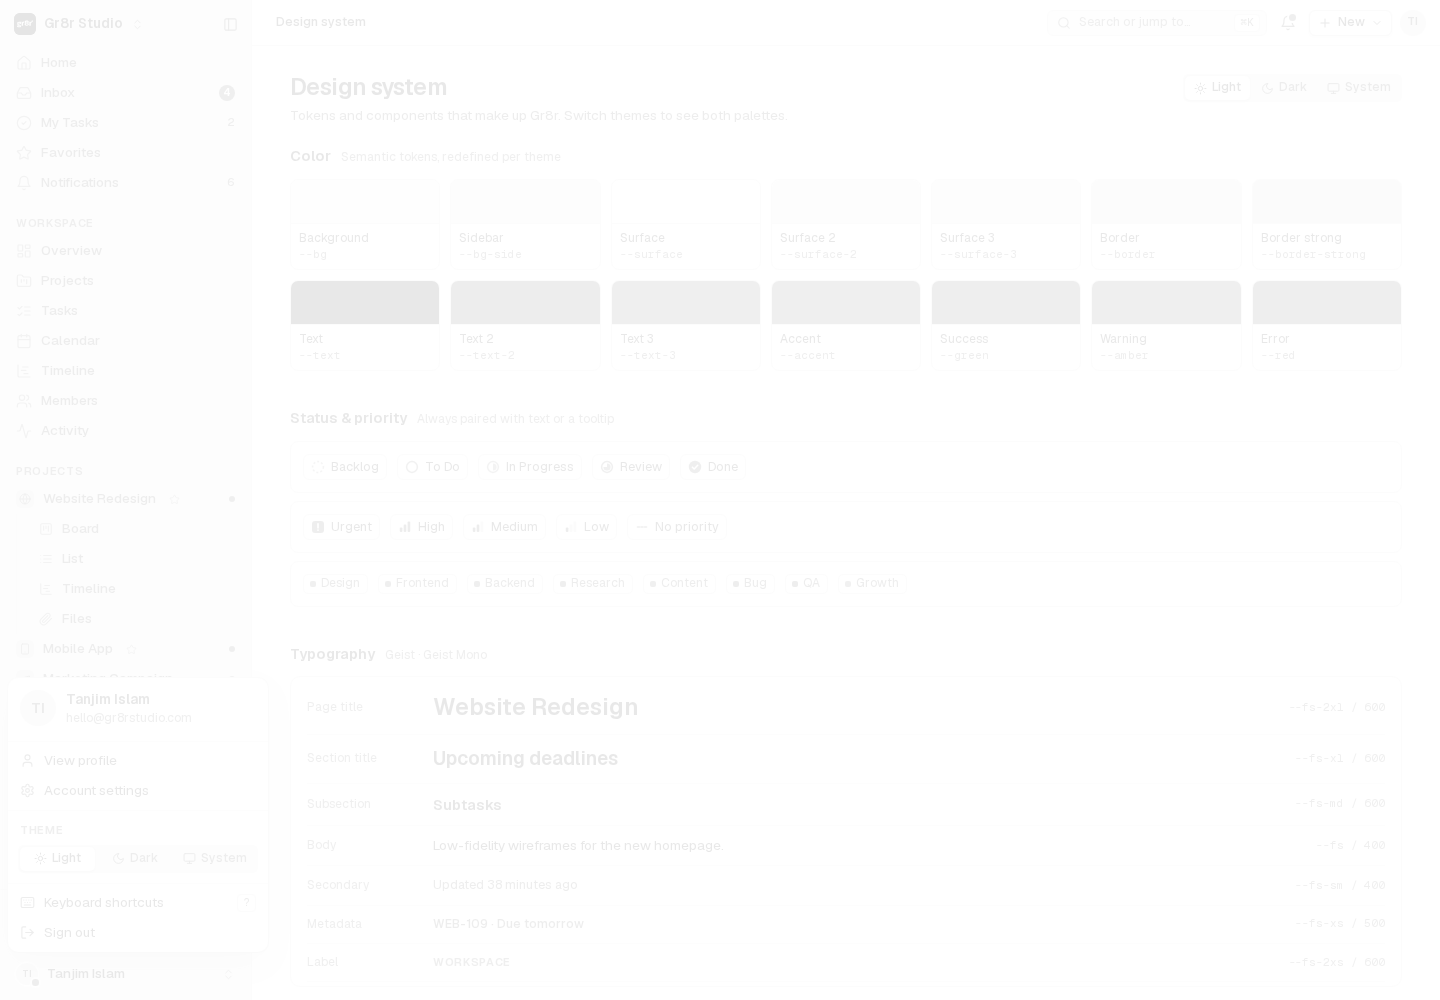 Gr8r Studio
Design system
Search or jump to...
⌘K
New
TI
Home
Inbox
4
My Tasks
2
Favorites
Notifications
6
WORKSPACE
Overview
Projects
Tasks
Calendar
Timeline
Members
Activity
PROJECTS
Website Redesign
Board
List
Timeline
Files
Mobile App
Tanjim Islam
TI
hello@gr8rstudio.com
View profile
Account settings
THEME
Light
Dark
System
Keyboard shortcuts
?
Sign out
TI
Tanjim Islam
Design system
Light
Dark
System
Tokens and components that make up Gr8r. Switch themes to see both palettes.
Color
Semantic tokens, redefined per theme
Background
--bg
Sidebar
--bg-side
Surface
--surface
Surface 2
--surface-2
Surface 3
--surface-3
Border
--border
Border strong
--border-strong
Text
--text
Text 2
--text-2
Text 3
--text-3
Accent
--accent
Success
--green
Warning
--amber
Error
--red
Status & priority
Always paired with text or a tooltip
Backlog
To Do
In Progress
Review
Done
Urgent
High
Medium
Low
No priority
Design
Frontend
Backend
Research
Content
Bug
QA
Growth
Typography
Geist · Geist Mono
Page title
Website Redesign
--fs-2xl / 600
Section title
Upcoming deadlines
--fs-xl / 600
Subsection
Subtasks
--fs-md / 600
Body
Low-fidelity wireframes for the new homepage.
--fs / 400
Secondary
Updated 38 minutes ago
--fs-sm / 400
Metadata
WEB-109 · Due tomorrow
--fs-xs / 500
Label
WORKSPACE
--fs-2xs / 600